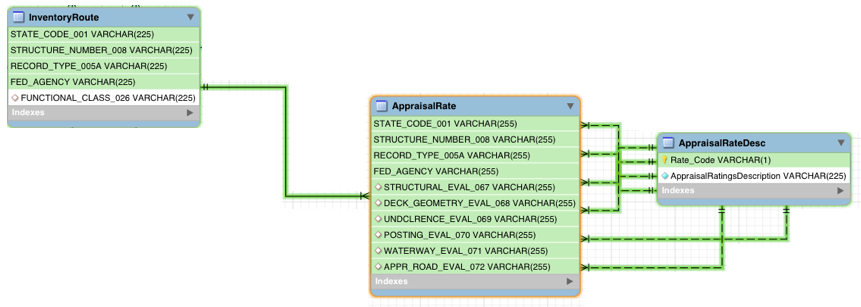 InventoryRoute
STATE_CODE_001 VARCHAR(225)
STRUCTURE_NUMBER_008 VARCHAR(225)
RECORD_TYPE_005A VARCHAR(225)
FED_AGENCY VARCHAR(225)
FUNCTIONAL_CLASS_026 VARCHAR(225)
Indexes
AppraisalRate
STATE_CODE_001 VARCHAR(255)
STRUCTURE_NUMBER_008 VARCHAR(255)
RECORD_TYPE_005A VARCHAR(255)
FED_AGENCY VARCHAR(255)
STRUCTURAL_EVAL_067 VARCHAR(255)
DECK_GEOMETRY_EVAL_068 VARCHAR(255)
UNDCLRENCE_EVAL_069 VARCHAR(255)
POSTING_EVAL_070 VARCHAR(255)
WATERWAY_EVAL_071 VARCHAR(255)
APPR_ROAD_EVAL_072 VARCHAR(255)
Indexes
AppraisalRateDesc
Rate_Code VARCHAR(1)
AppraisalRatingsDescription VARCHAR(225)
Indexes